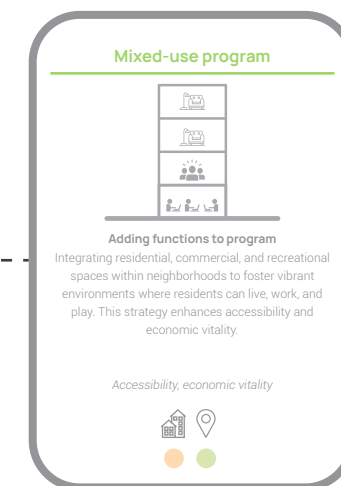 Mixed-use program
Adding functions to program
Integrating residential, commercial, and recreational
spaces within neighborhoods to foster vibrant
environments where residents can live, work, and
play. This strategy enhances accessibility and
economic vitality.
Accessibility, economic vitality